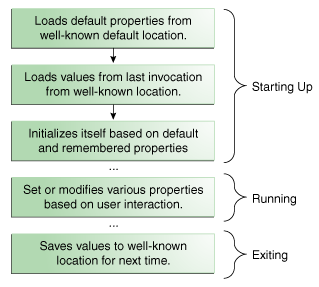 Loads default properties from
well-known default location.
Loads values from last invocation
from well-known location.
Starting Up
Initializes itself based on default
and remembered properties
...
Set or modifies various properties
based on user interaction.
Running
...
Saves values to well-known
location for next time.
Exiting